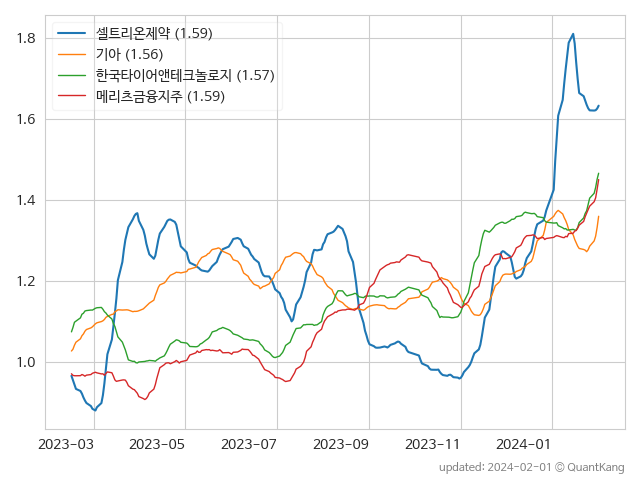 셀트리온제약 (1.59)
기아 (1.56)
한국타이어앤테크놀로지 (1.57)
메리츠금융지주 (1.59)
1.8
1.6
1.4
1.2
1.0
2023-03 2023-05 2023-07 2023-09 2023-11 2024-01
updated: 2024-02-01 © QuantKang